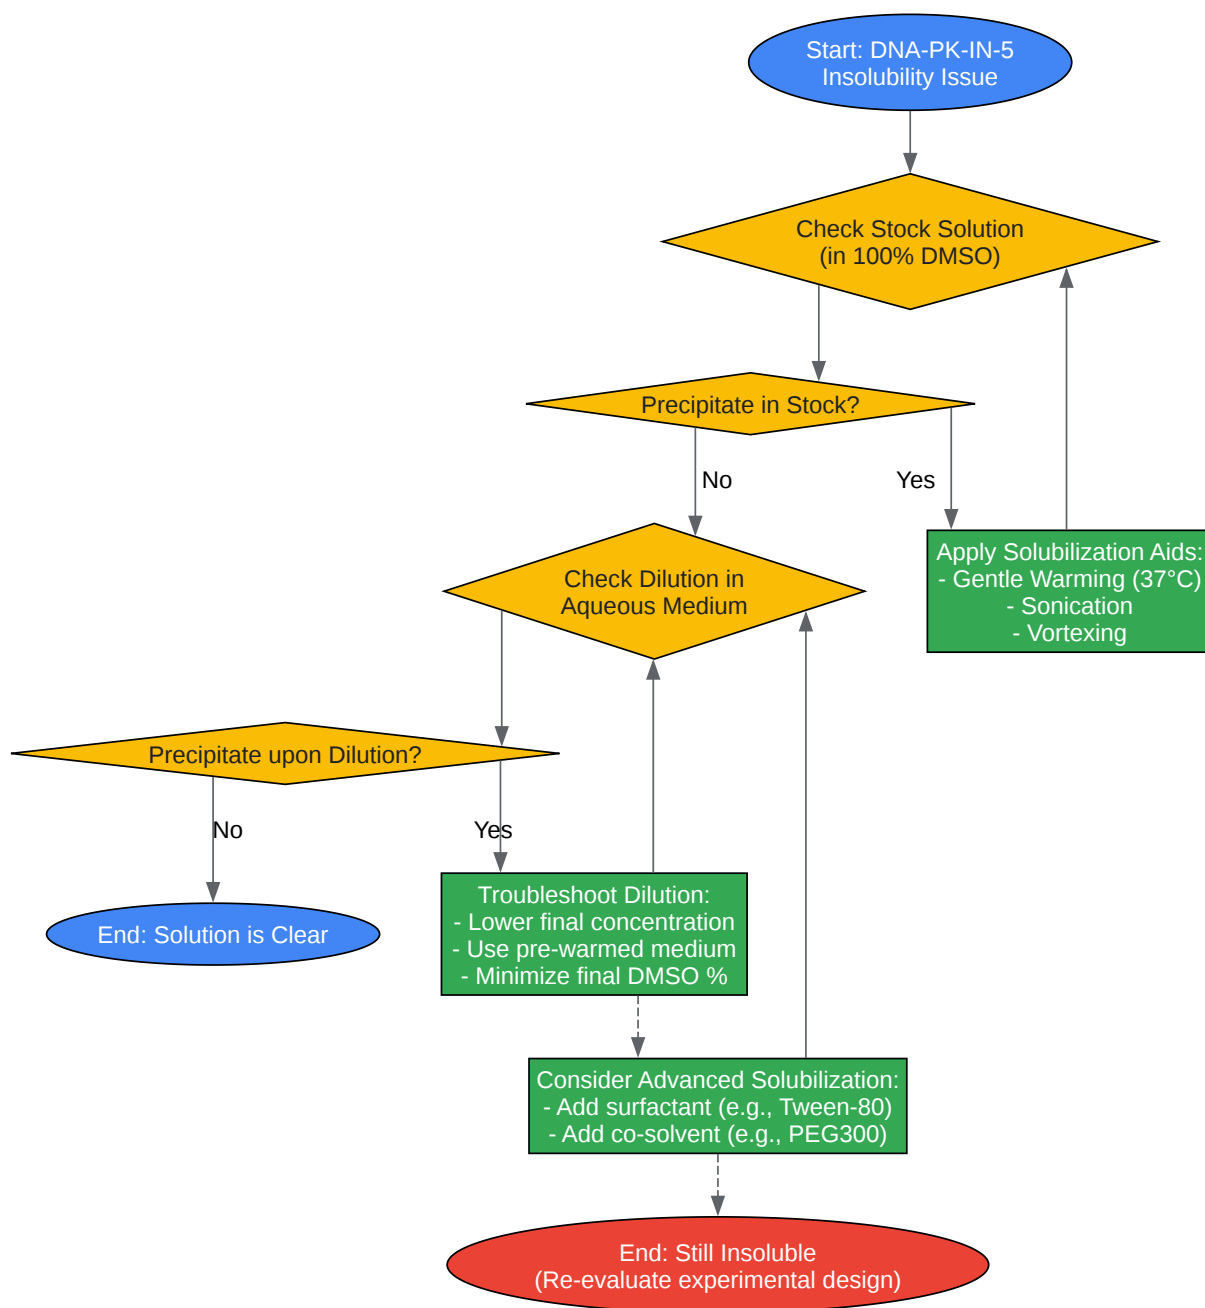 Start: DNA-PK-IN-5
Insolubility Issue
Check Stock Solution
(in 100% DMSO)
Precipitate in Stock?
No
Yes
Apply Solubilization Aids:
- Gentle Warming (37°C)
- Sonication
- Vortexing
Check Dilution in
Aqueous Medium
Precipitate upon Dilution?
No
Yes
End: Solution is Clear
Troubleshoot Dilution:
- Lower final concentration
- Use pre-warmed medium
- Minimize final DMSO %
Consider Advanced Solubilization:
- Add surfactant (e.g., Tween-80)
- Add co-solvent (e.g., PEG300)
End: Still Insoluble
(Re-evaluate experimental design)